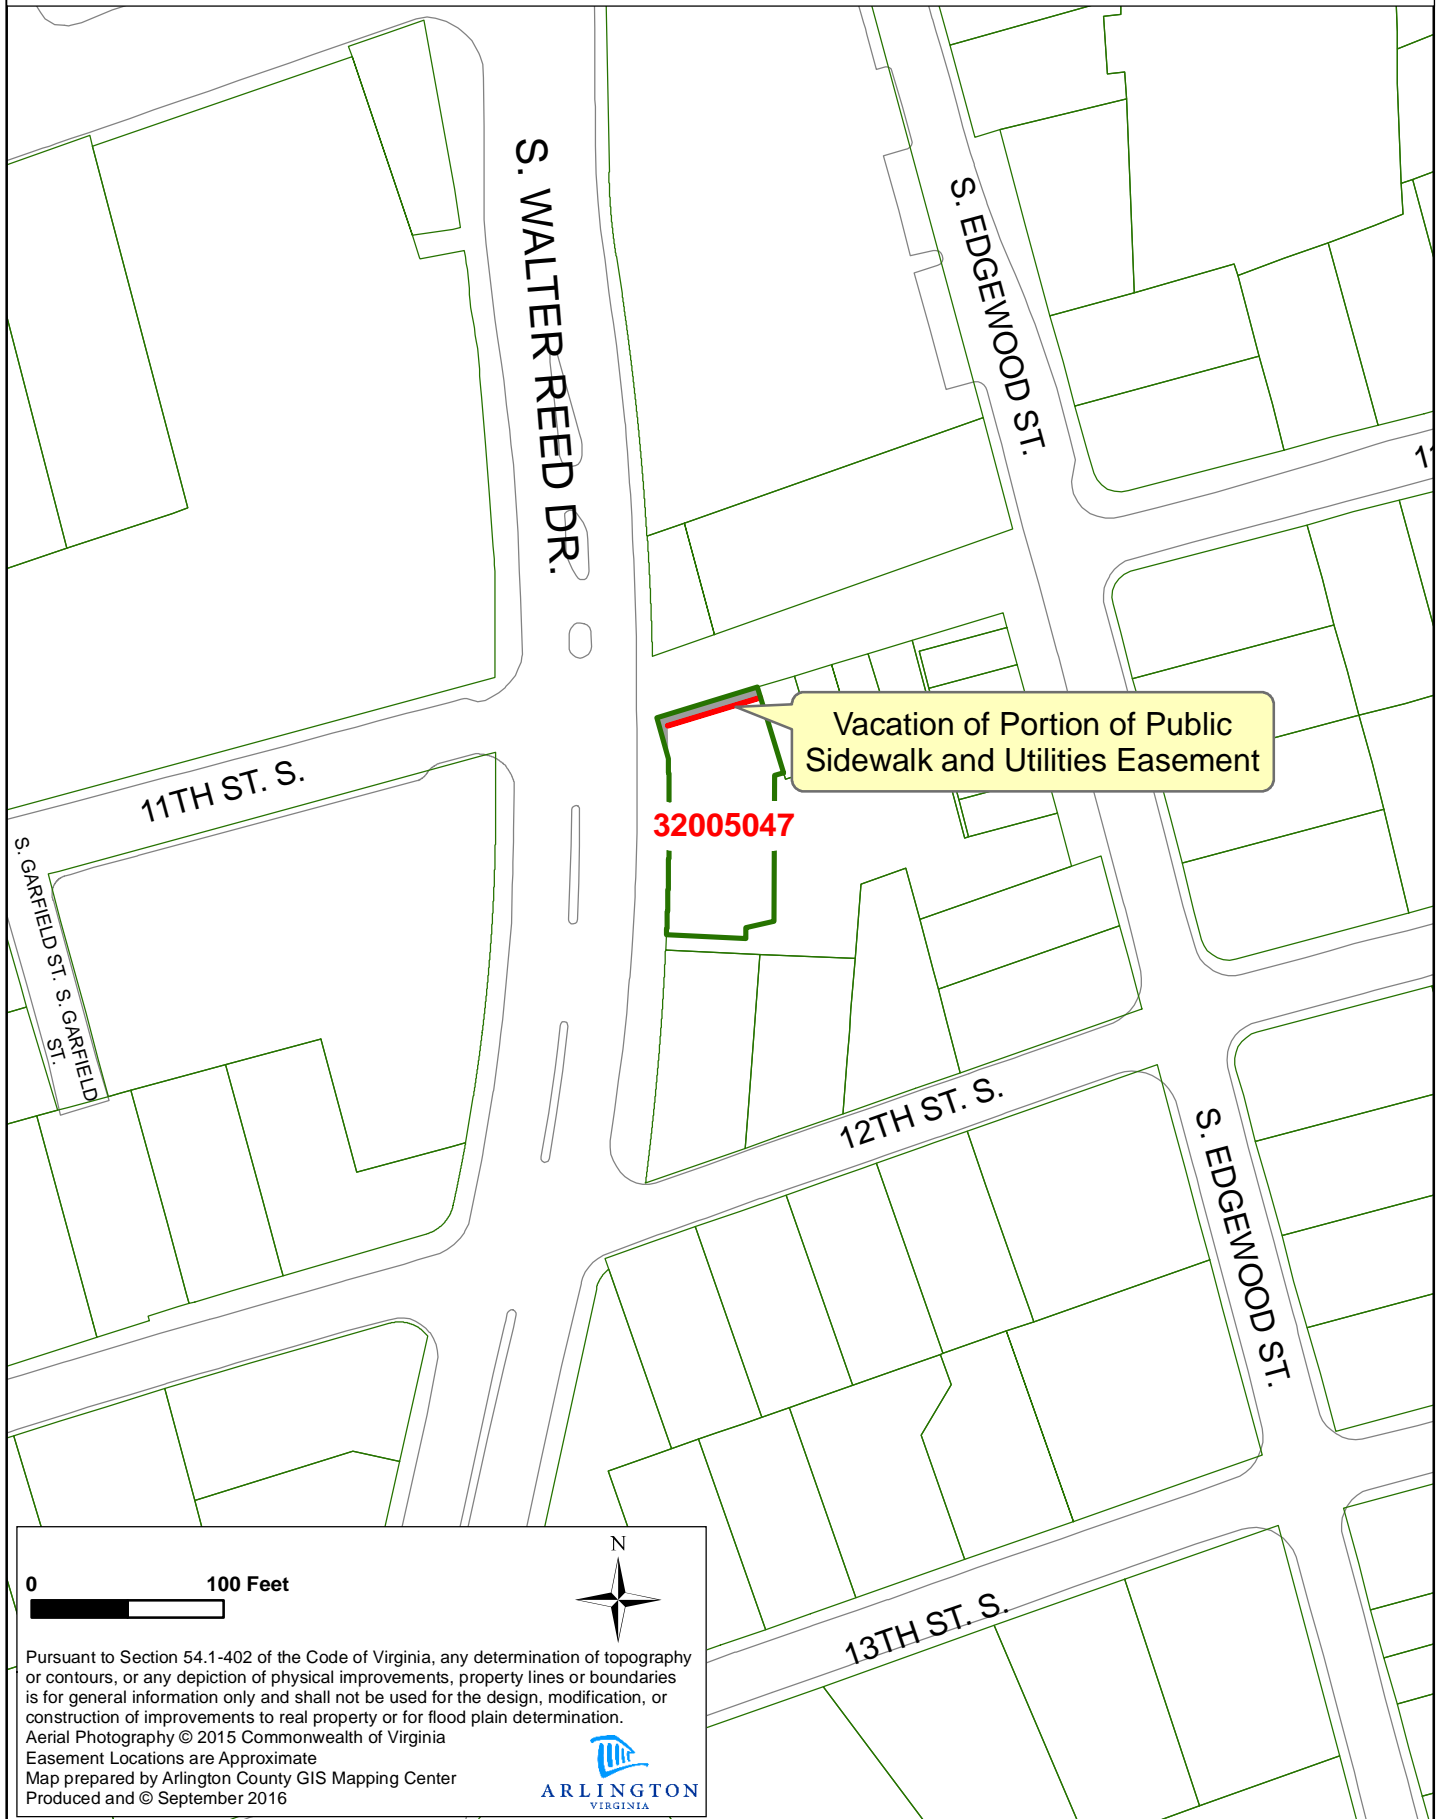 S. WALTER REED DR.
S. EDGEWOOD ST.
11
Vacation of Portion of Public
Sidewalk and Utilities Easement
11TH ST. S.
32005047
S. GARFIELD ST.
S. GARFIELD
ST.
12TH ST. S.
S. EDGEWOOD ST.
13TH ST. S.
N
0 100 Feet
Pursuant to Section 54.1-402 of the Code of Virginia, any determination of topography
or contours, or any depiction of physical improvements, property lines or boundaries
is for general information only and shall not be used for the design, modification, or
construction of improvements to real property or for flood plain determination.
Aerial Photography © 2015 Commonwealth of Virginia
Easement Locations are Approximate
Map prepared by Arlington County GIS Mapping Center
Produced and © September 2016
ARLINGTON
VIRGINIA